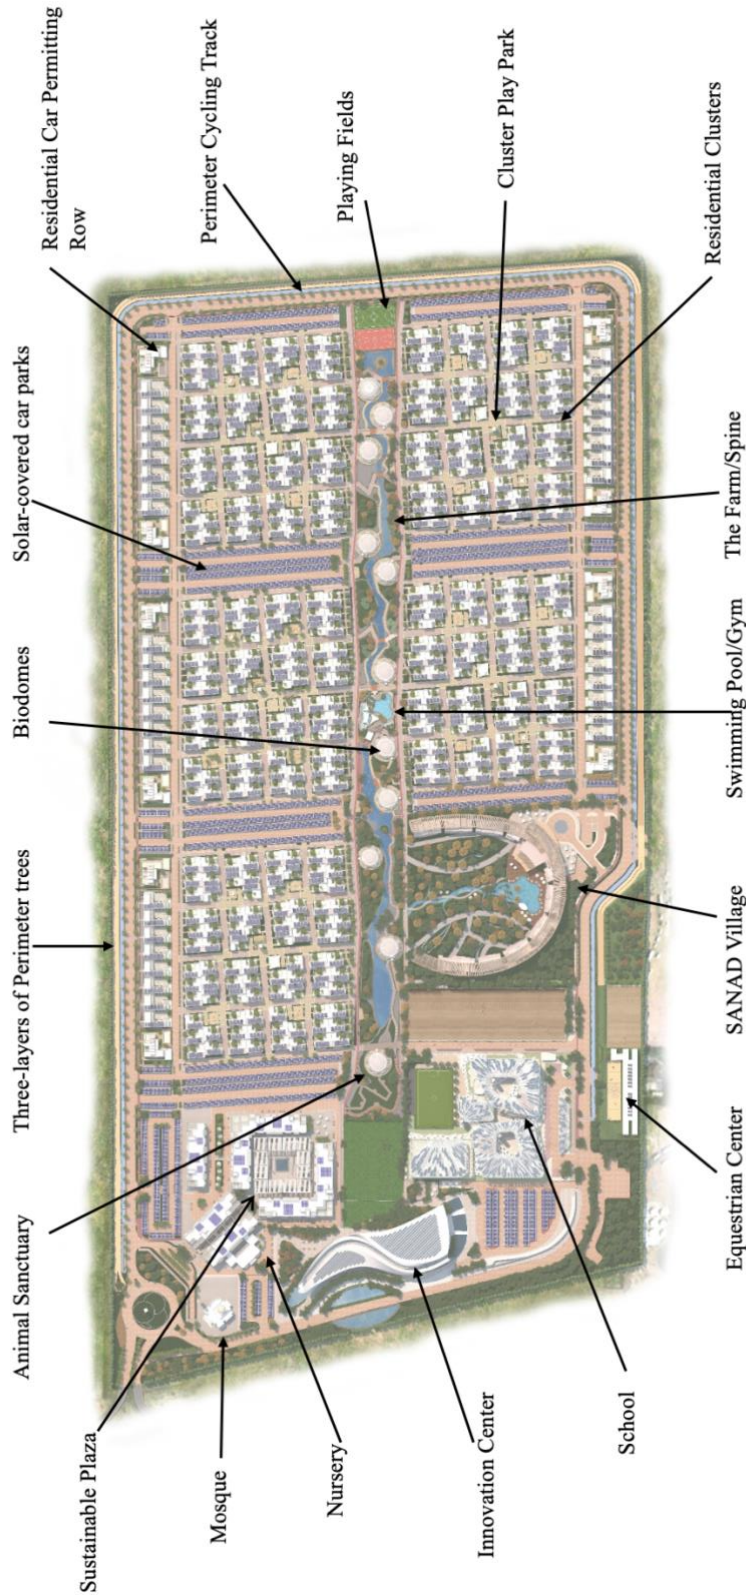 Sustainable Plaza
Animal Sanctuary
Three-layers of Perimeter trees
Biodomes
Solar-covered car parks
Residential Car Permitting
Row
Perimeter Cycling Track
Playing Fields
Cluster Play Park
Residential Clusters
Mosque
Nursery
Innovation Center
School
Equestrian Center
SANAD Village
Swimming Pool/Gym
The Farm/Spine